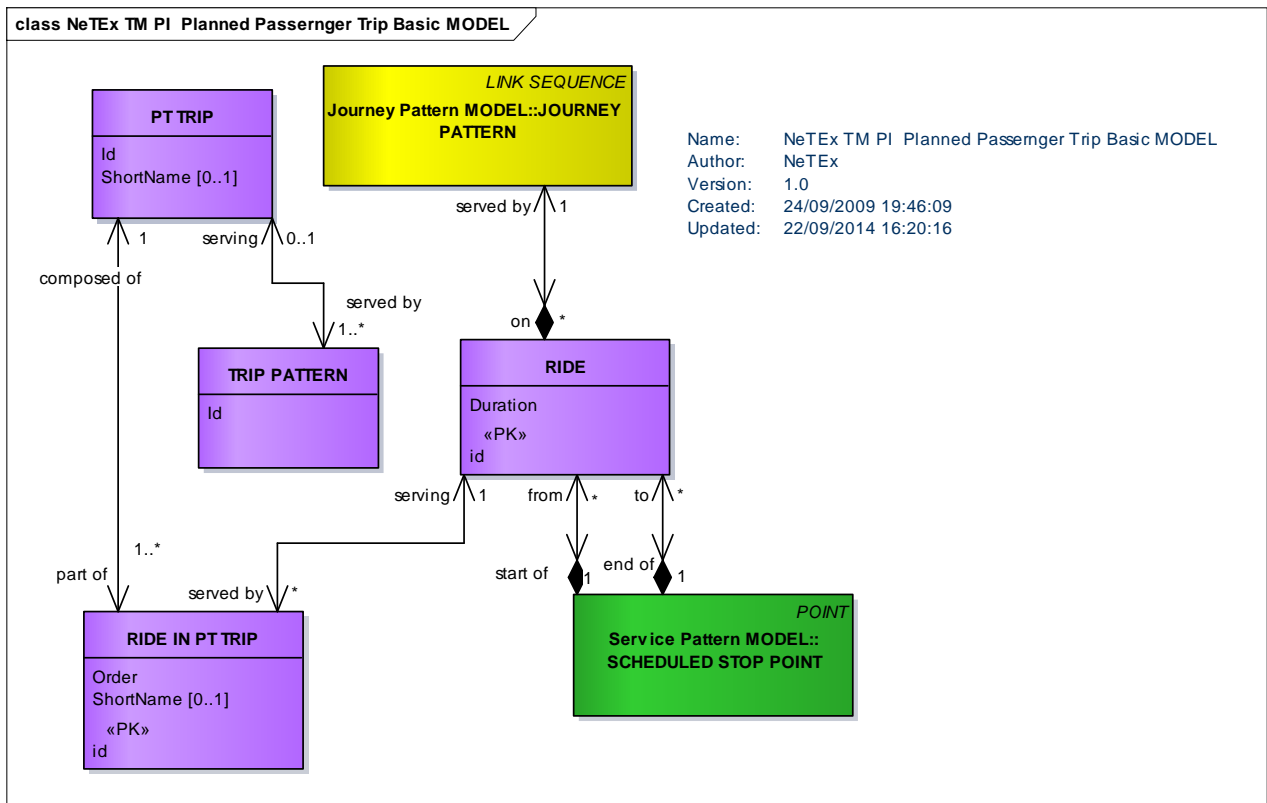 class NeTEx TM PI  Planned Passernger Trip Basic MODEL
LINK SEQUENCE
Journey Pattern MODEL::JOURNEY
PATTERN
PT TRIP
Id
ShortName [0..1]
Name: NeTEx TM PI  Planned Passernger Trip Basic MODEL
Author: NeTEx
Version: 1.0
Created: 24/09/2009 19:46:09
Updated: 22/09/2014 16:20:16
served by 1
1
serving 0..1
composed of
served by
1..*
on *
TRIP PATTERN
Id
RIDE
Duration
«PK»
id
serving 1
from *
to *
1..*
part of
served by *
start of 1
end of 1
RIDE IN PT TRIP
Order
ShortName [0..1]
«PK»
id
POINT
Service Pattern MODEL::
SCHEDULED STOP POINT